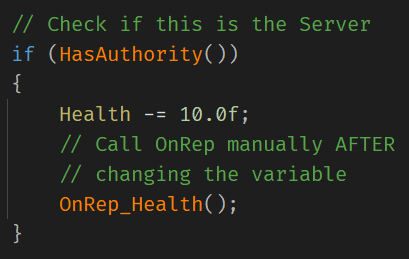 // Check if this is the Server
if (HasAuthority())
{
    Health -= 10.0f;
    // Call OnRep manually AFTER
    // changing the variable
    OnRep_Health();
}